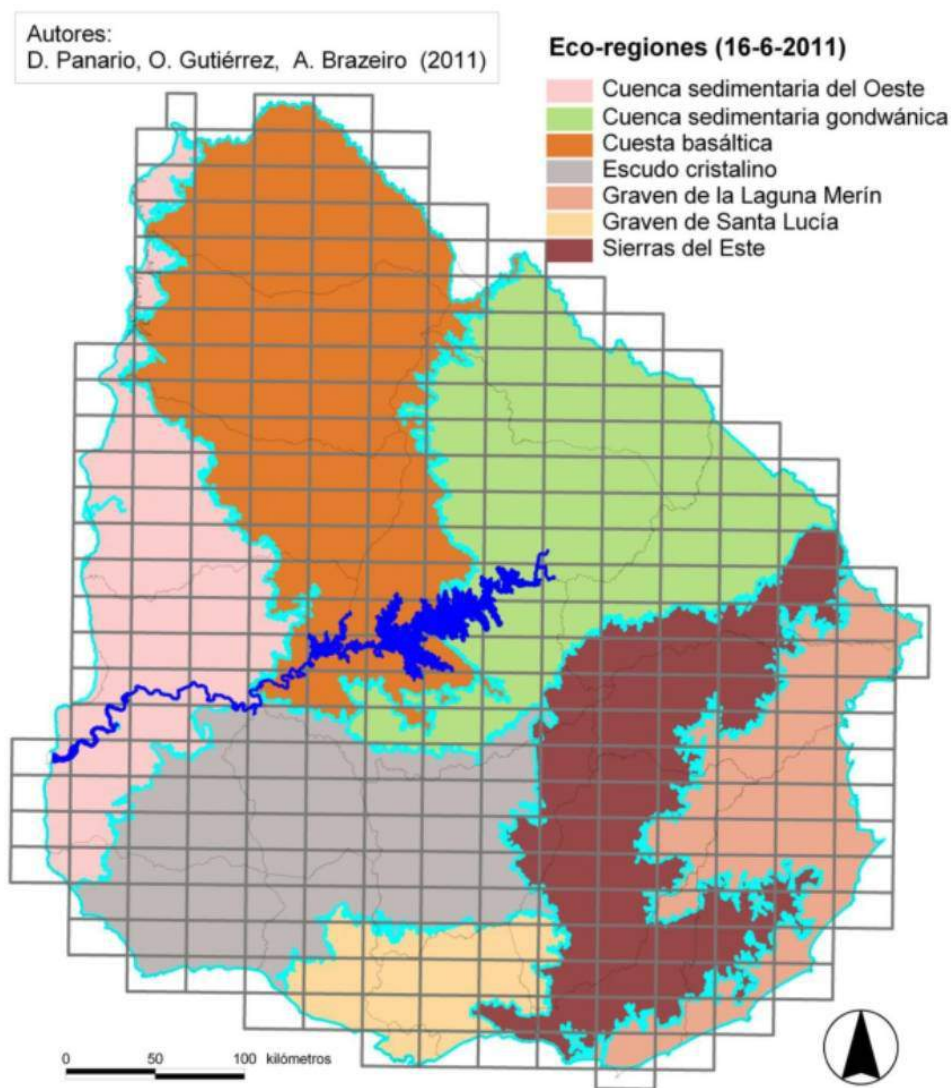 Autores:
D. Panario, O. Gutiérrez, A. Brazeiro (2011)
Eco-regiones (16-6-2011)
Cuenca sedimentaria del Oeste
Cuenca sedimentaria gondwánica
Cuesta basáltica
Escudo cristalino
Graven de la Laguna Merín
Graven de Santa Lucía
Sierras del Este
0 50 100 kilómetros